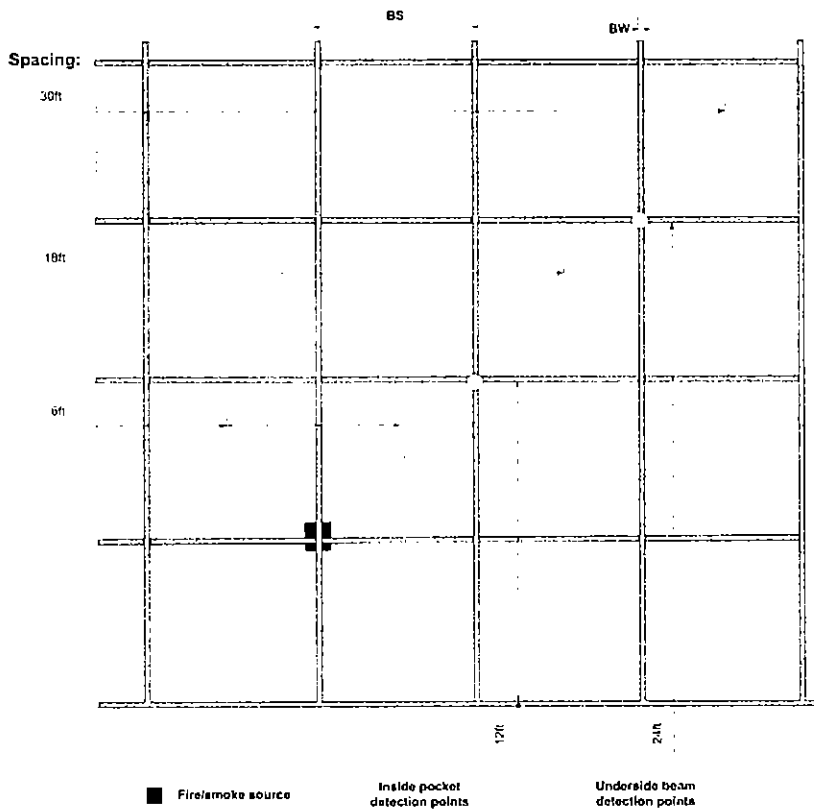 BS
BW
Spacing:
30ft
18ft
6ft
12ft
24ft
Fire/smoke source
Inside pocket
detection points
Underside beam
detection points